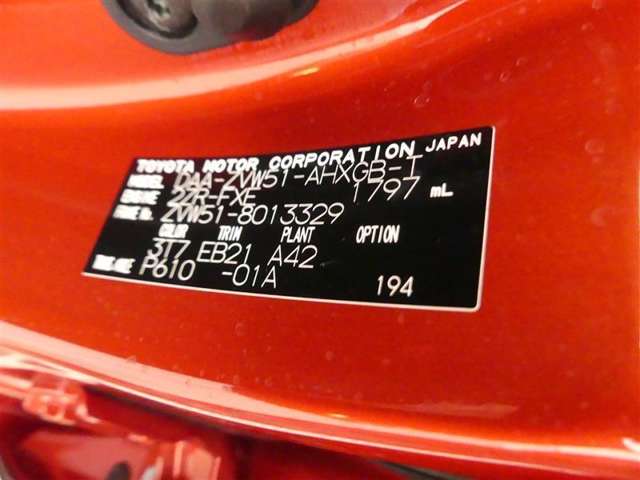 TOYOTA MOTOR CORPORATION JAPAN
MODEL DAA-ZVW51-AHXGB-T
ENGINE 2ZR-FXE 1797 mL
FRAME No. ZVW51-8013329
COLOR TRIM PLANT OPTION
3T7 EB21 A42
TRANS./AXLE P610 -01A 194